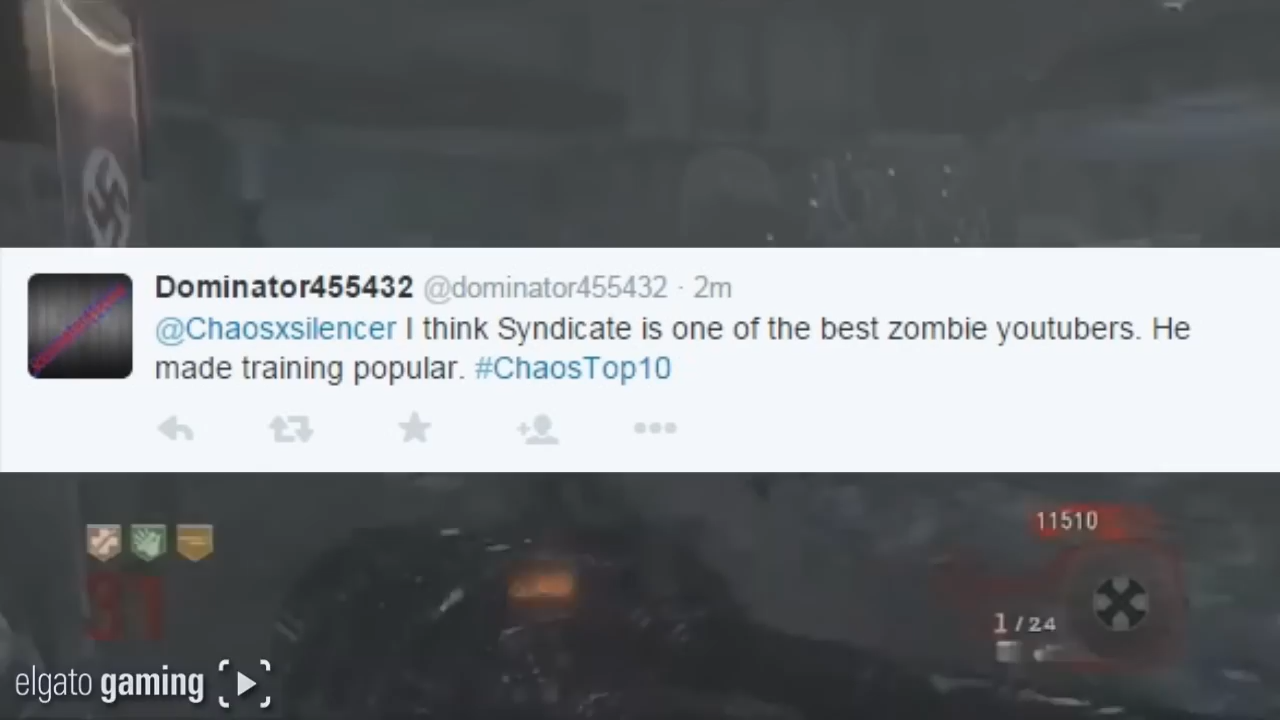 Dominator455432 @dominator455432 · 2m
@Chaosxsilencer I think Syndicate is one of the best zombie youtubers. He
made training popular. #ChaosTop10
11510
31
1 / 24
elgato gaming